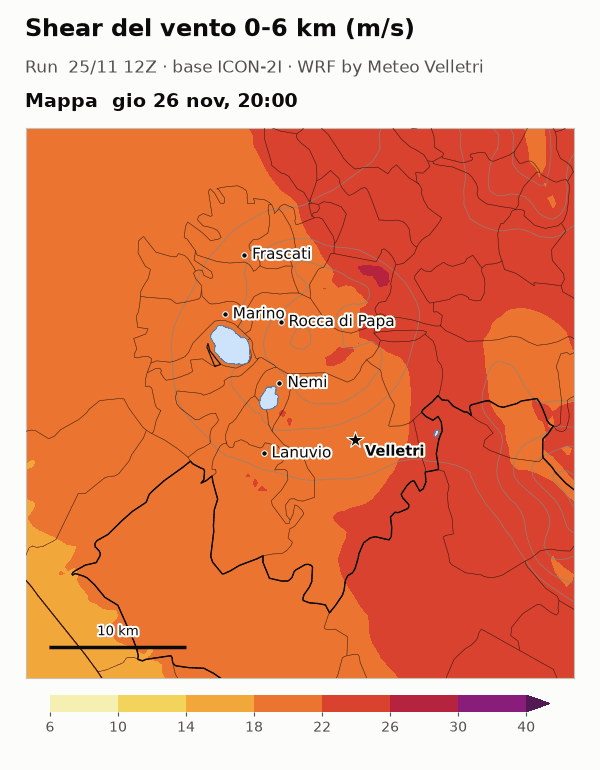 Shear del vento 0-6 km (m/s)
Run  25/11 12Z · base ICON-2I · WRF by Meteo Velletri
Mappa  gio 26 nov, 20:00
Frascati
Marino
Rocca di Papa
Nemi
Velletri
Lanuvio
10 km
6 10 14 18 22 26 30 40